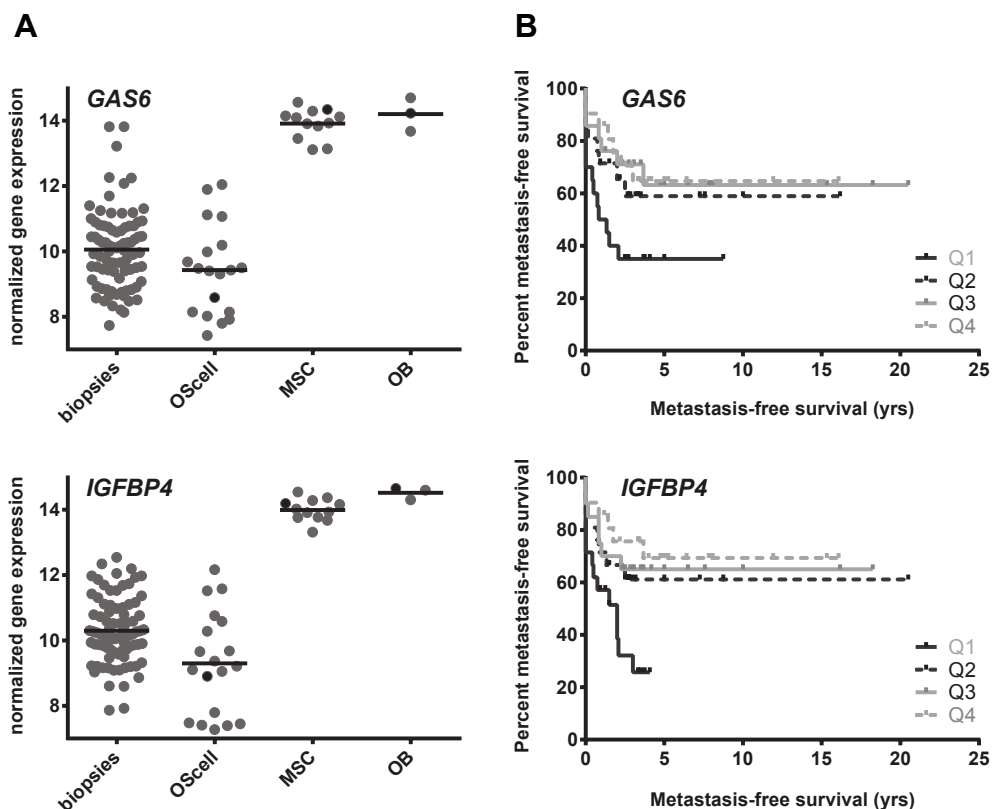 A
GAS6
normalized gene expression
14
12
10
8
biopsies
OScell
MSC
OB
B
GAS6
Percent metastasis-free survival
100
80
60
40
20
0
0 5 10 15 20 25
Metastasis-free survival (yrs)
Q1
Q2
Q3
Q4
IGFBP4
normalized gene expression
14
12
10
8
biopsies
OScell
MSC
OB
IGFBP4
Percent metastasis-free survival
100
80
60
40
20
0
0 5 10 15 20 25
Metastasis-free survival (yrs)
Q1
Q2
Q3
Q4